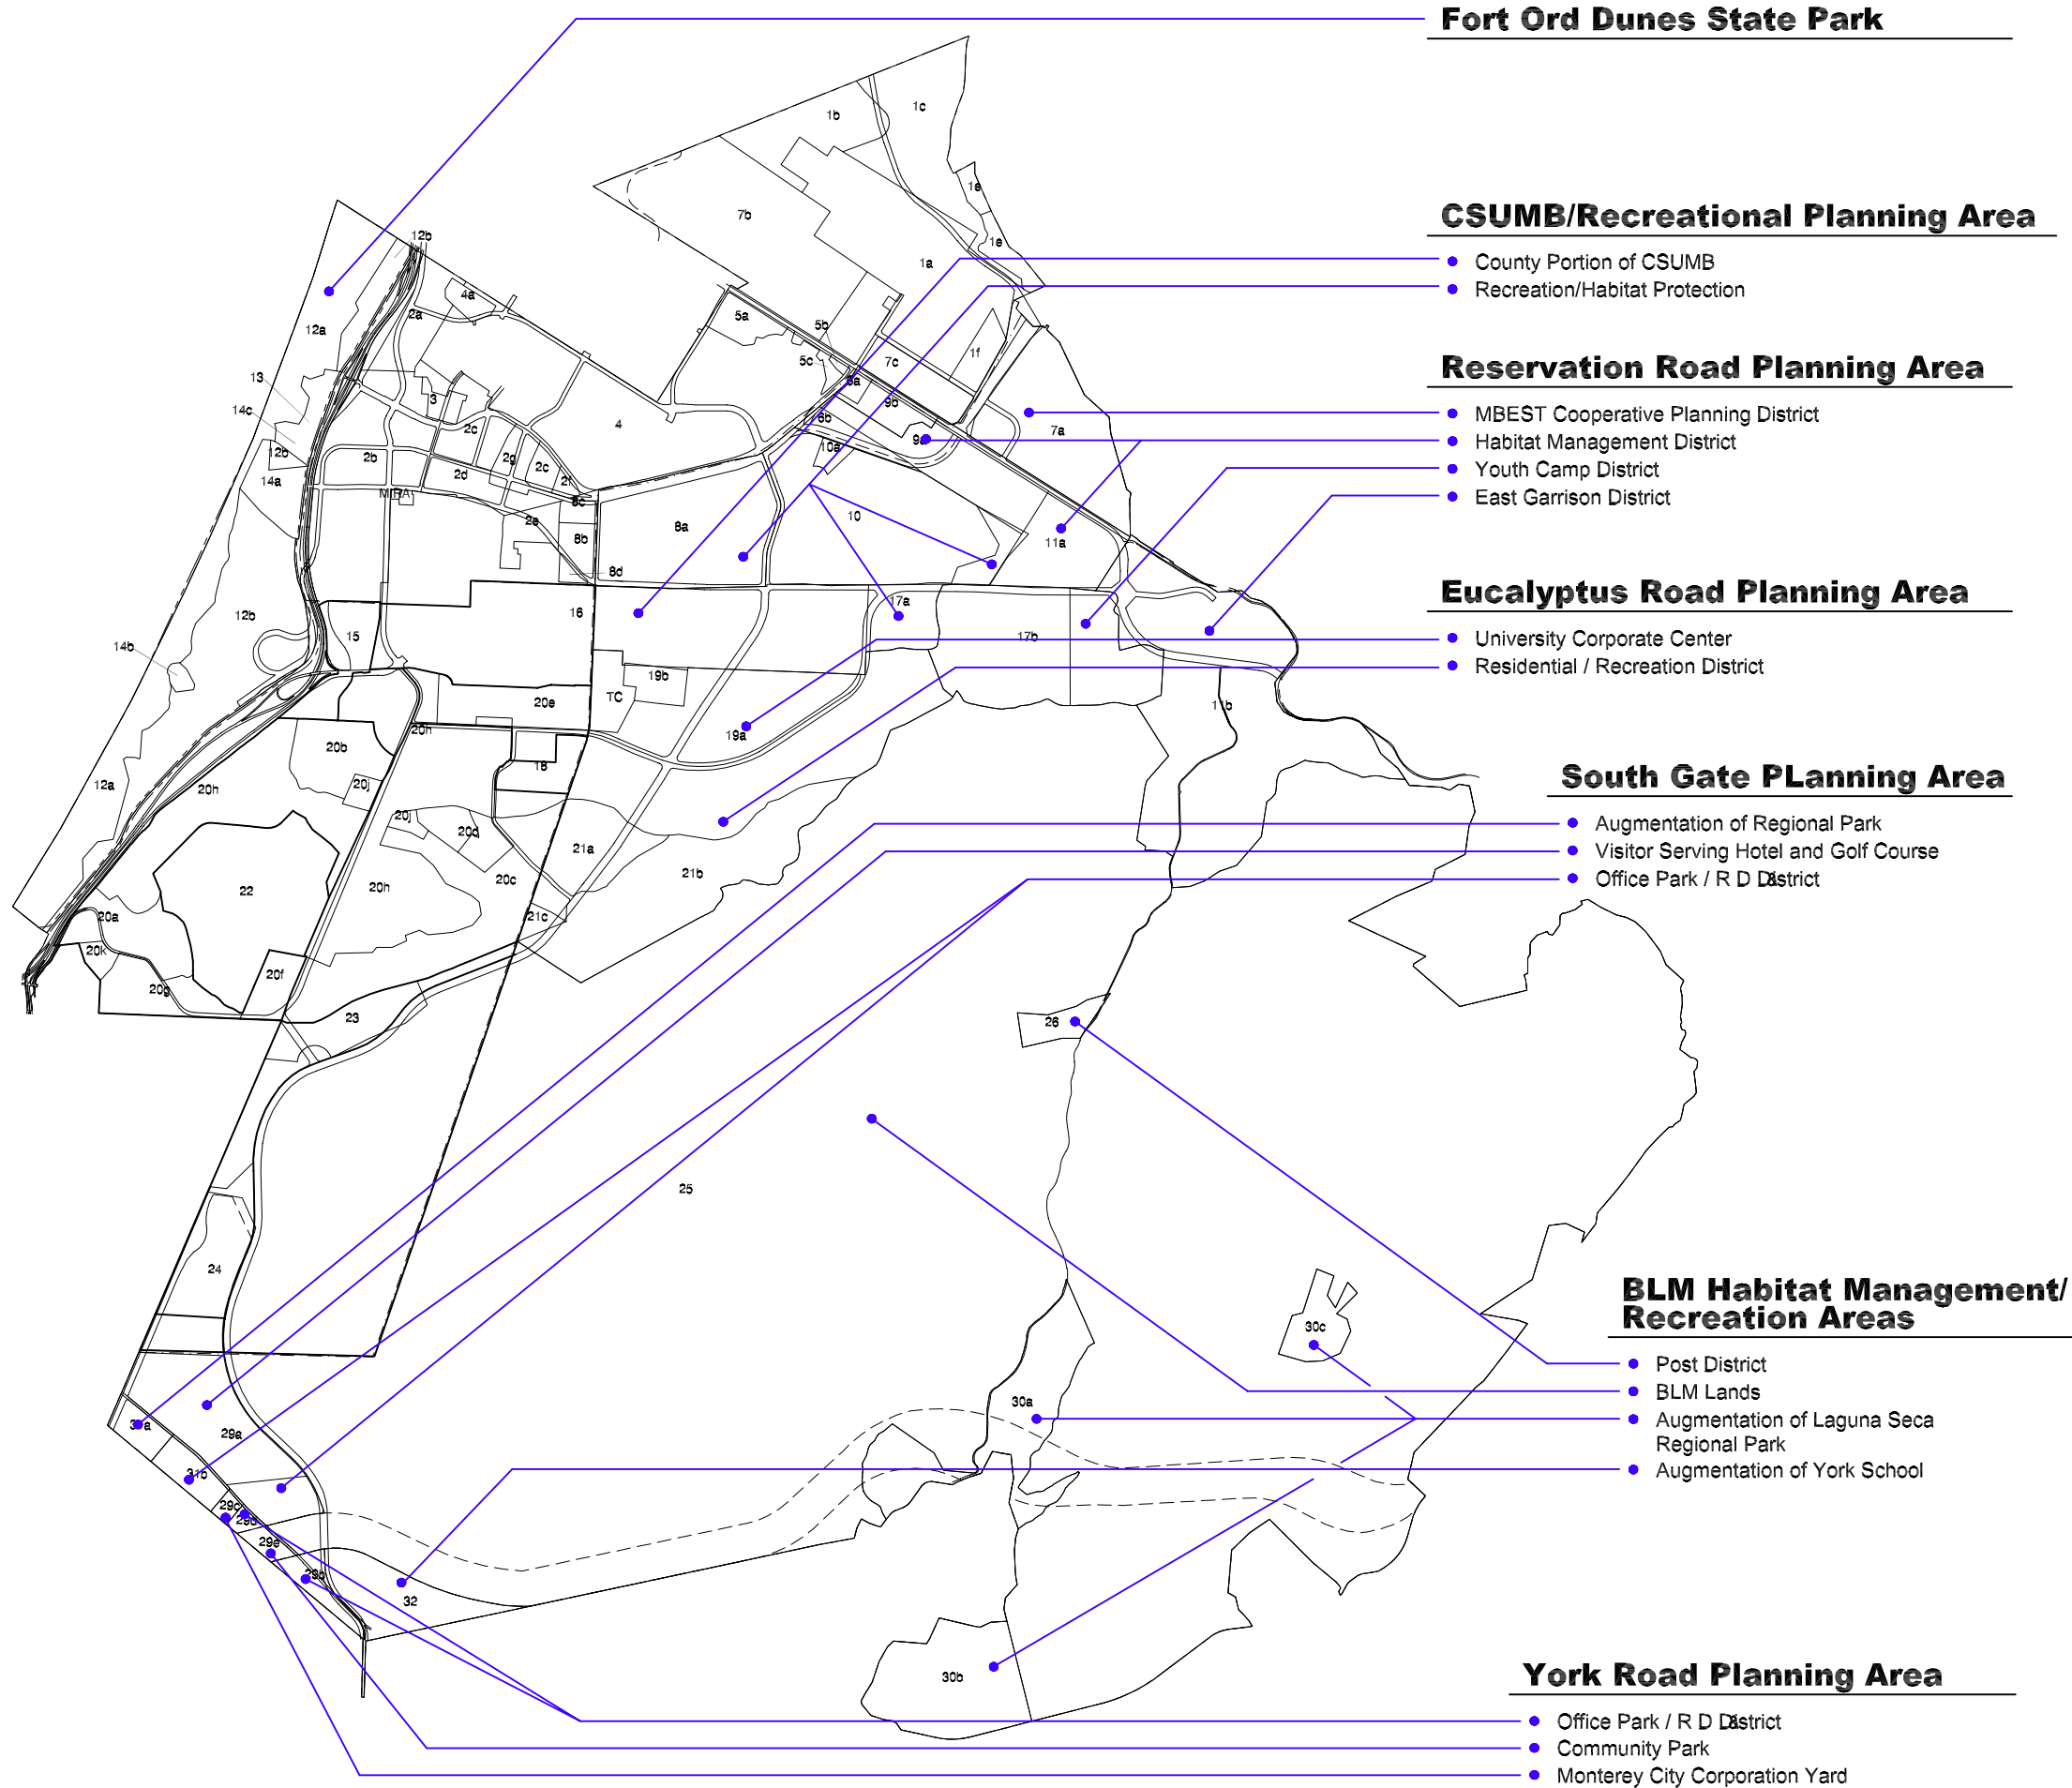 Fort Ord Dunes State Park
CSUMB/Recreational Planning Area
County Portion of CSUMB
Recreation/Habitat Protection
Reservation Road Planning Area
MBEST Cooperative Planning District
Habitat Management District
Youth Camp District
East Garrison District
Eucalyptus Road Planning Area
University Corporate Center
Residential / Recreation District
South Gate PLanning Area
Augmentation of Regional Park
Visitor Serving Hotel and Golf Course
Office Park / R D District
BLM Habitat Management/
Recreation Areas
Post District
BLM Lands
Augmentation of Laguna Seca
Regional Park
Augmentation of York School
York Road Planning Area
Office Park / R D District
Community Park
Monterey City Corporation Yard
1c
1b
1e
7b
12b
1e
1a
4a
2a
5a
5b
12a
5c
7c
1f
13
6a
3
9b
14c
6b
4
2c
7a
9a
10a
12b
2b
2g
2c
2d
14a
2f
MIRA
8c
10
2e
8a
8b
11a
8d
17a
12b
16
15
17b
14b
19b
TC
20e
11b
20h
19a
20b
18
12a
20j
20h
20j
20d
21a
21b
20c
20h
22
20a
21c
20k
20f
20g
23
26
25
24
30c
30a
31a
29a
31b
29c
29d
29e
29b
32
30b